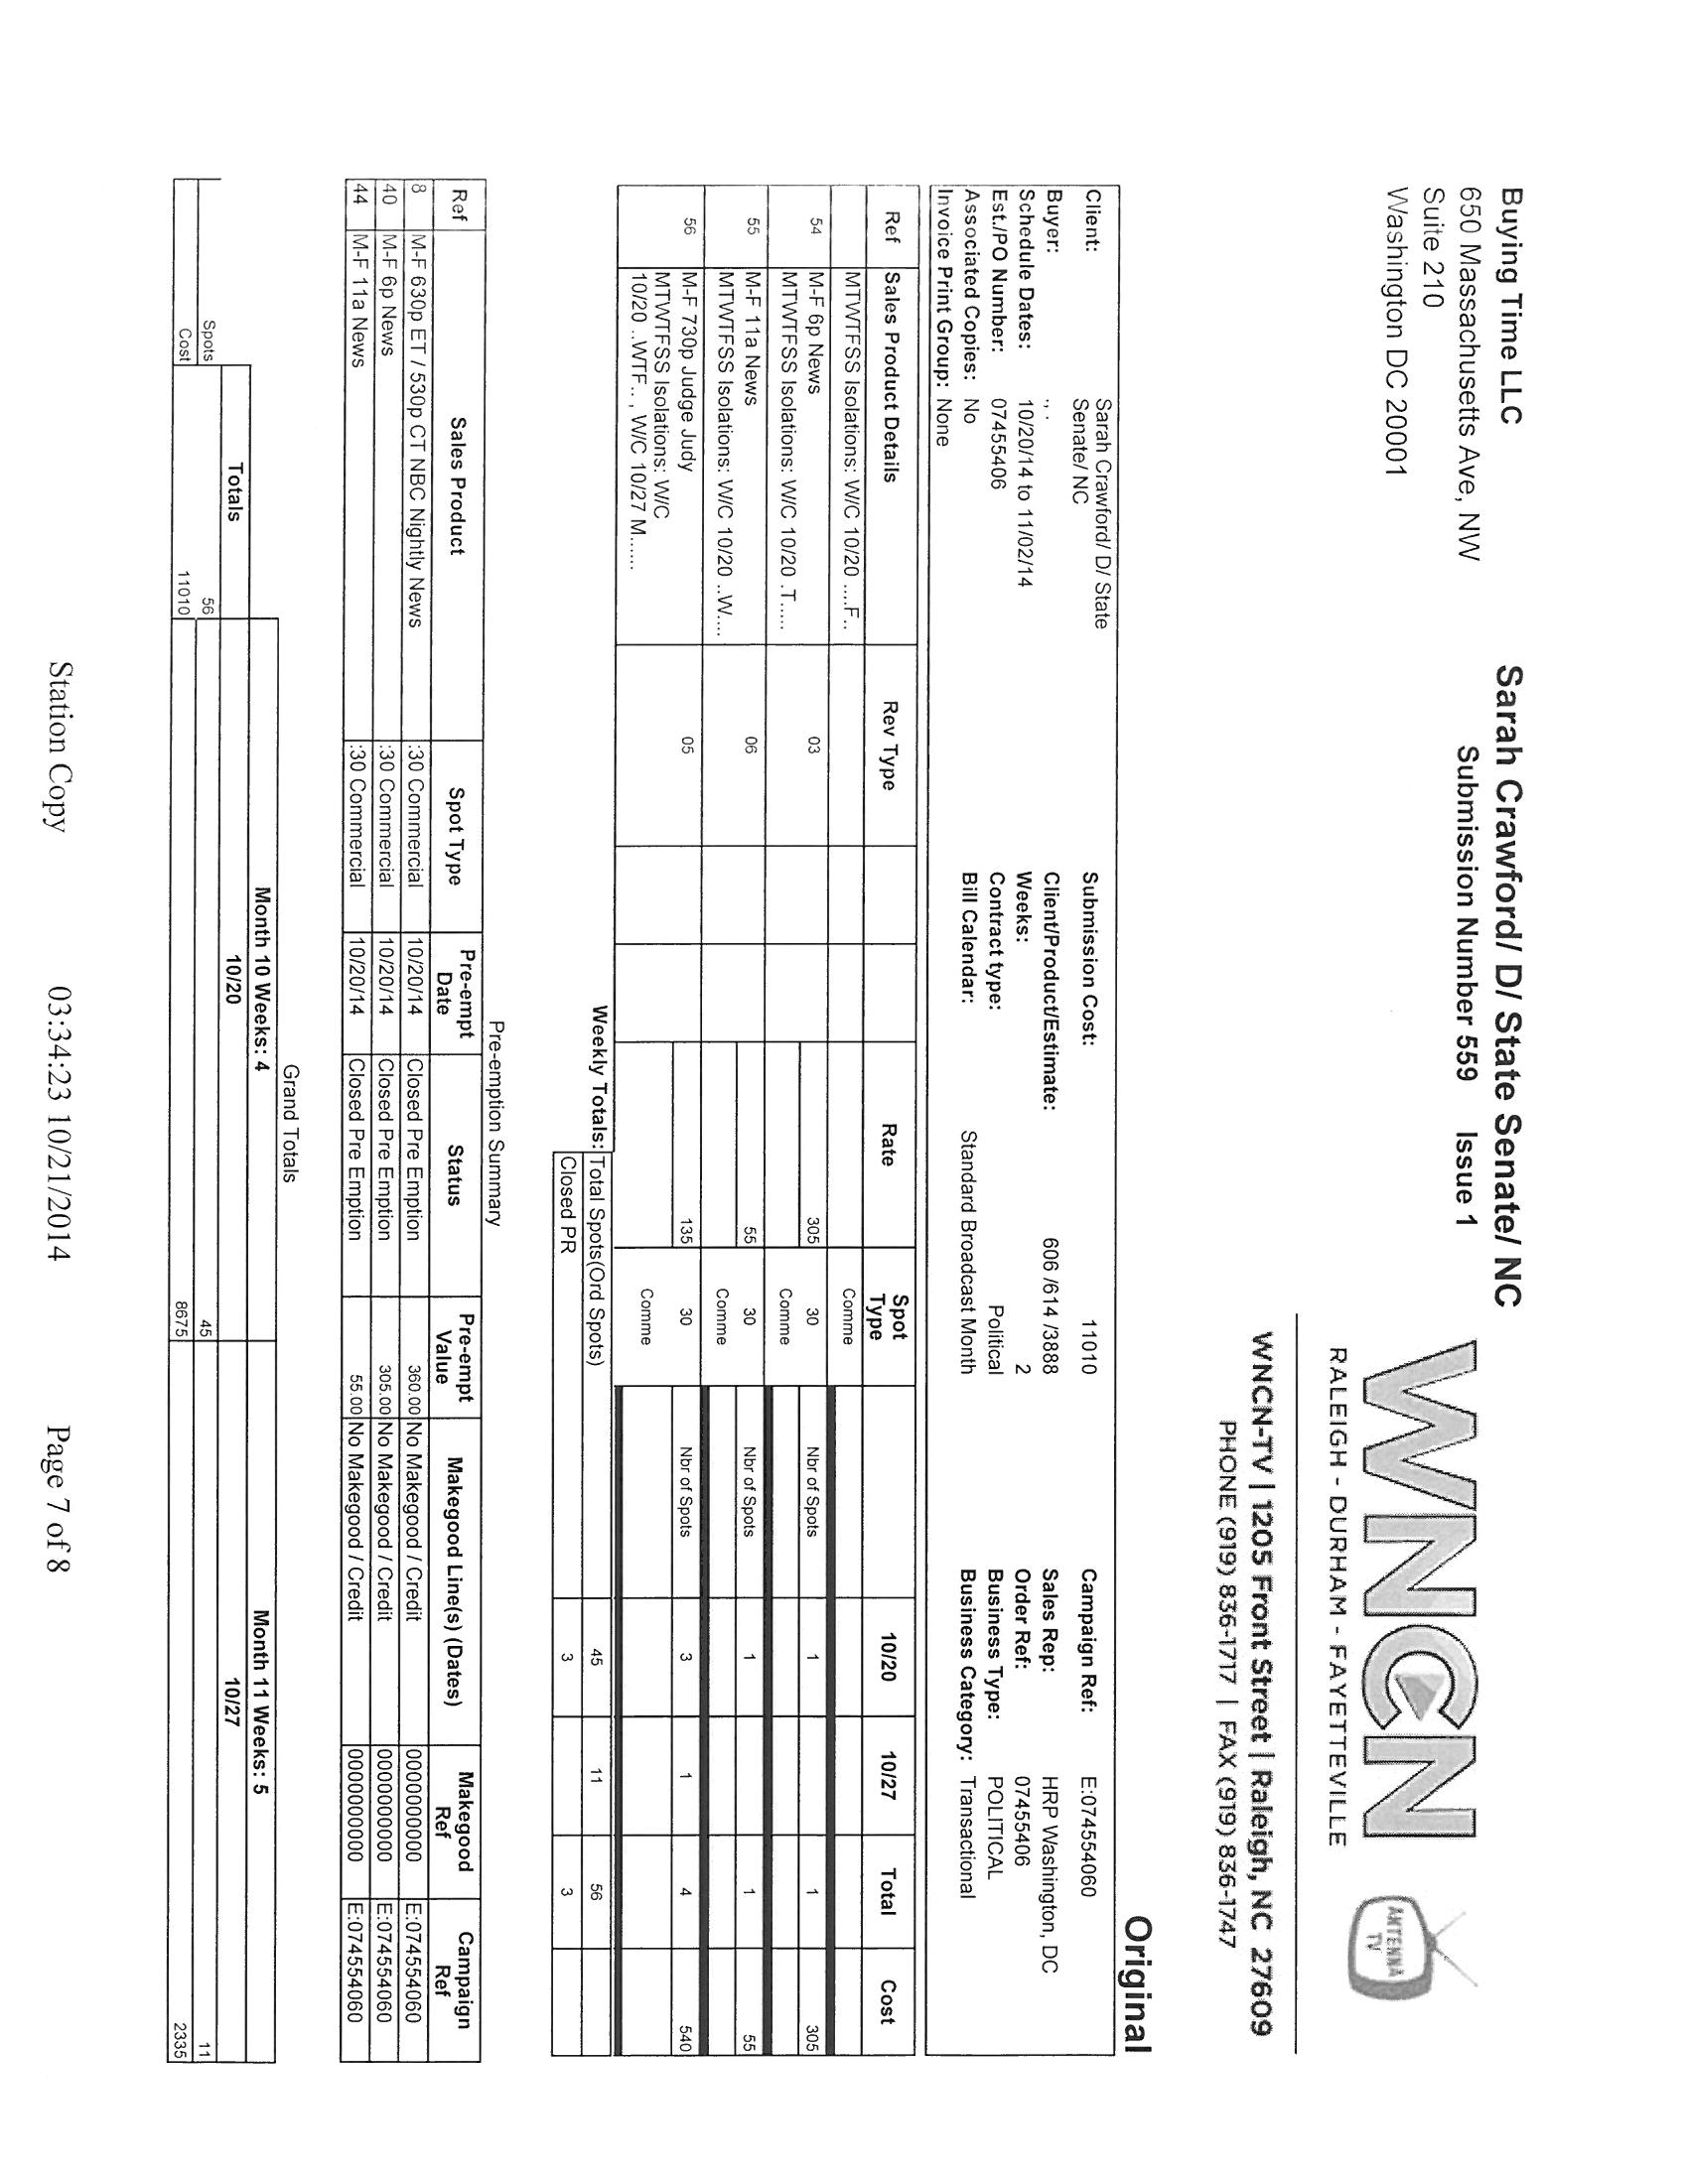 Buying Time LLC
650 Massachusetts Ave, NW
Suite 210
Washington DC 20001
Sarah Crawford/ D/ State Senate/ NC
Submission Number 559 Issue 1
WNCN
RALEIGH - DURHAM - FAYETTEVILLE
ANTENNA
TV
WNCN-TV | 1205 Front Street | Raleigh, NC 27609
PHONE (919) 836-1717 | FAX (919) 836-1747
Original
Client: Sarah Crawford/ D/ State Submission Cost: 11010 Campaign Ref: E:074554060
Senate/ NC
Buyer: ., . Client/Product/Estimate: 606 /614 /3888 Sales Rep: HRP Washington, DC
Schedule Dates: 10/20/14 to 11/02/14 Weeks: 2 Order Ref: 07455406
Est./PO Number: 07455406 Contract type: Political Business Type: POLITICAL
Associated Copies: No Bill Calendar: Standard Broadcast Month Business Category: Transactional
Invoice Print Group: None
Ref Sales Product Details Rev Type Rate Spot Type 10/20 10/27 Total Cost
MTWTFSS Isolations: W/C 10/20 ....F.. Comme
54 M-F 6p News 03 305 30 Nbr of Spots 1 1 305
MTWTFSS Isolations: W/C 10/20 .T..... Comme
55 M-F 11a News 06 55 30 Nbr of Spots 1 1 55
MTWTFSS Isolations: W/C 10/20 ..W.... Comme
56 M-F 730p Judge Judy 05 135 30 Nbr of Spots 3 1 4 540
MTWTFSS Isolations: W/C Comme
10/20 ..WTF.. , W/C 10/27 M......
Weekly Totals: Total Spots(Ord Spots) 45 11 56
Closed PR 3 3
Pre-emption Summary
Ref Sales Product Spot Type Pre-empt Date Status Pre-empt Value Makegood Line(s) (Dates) Makegood Ref Campaign Ref
8 M-F 630p ET / 530p CT NBC Nightly News :30 Commercial 10/20/14 Closed Pre Emption 360.00 No Makegood / Credit 000000000 E:074554060
40 M-F 6p News :30 Commercial 10/20/14 Closed Pre Emption 305.00 No Makegood / Credit 000000000 E:074554060
44 M-F 11a News :30 Commercial 10/20/14 Closed Pre Emption 55.00 No Makegood / Credit 000000000 E:074554060
Grand Totals
Month 10 Weeks: 4 Month 11 Weeks: 5
Totals 10/20 10/27
Spots 56 45 11
Cost 11010 8675 2335
Station Copy 03:34:23 10/21/2014 Page 7 of 8